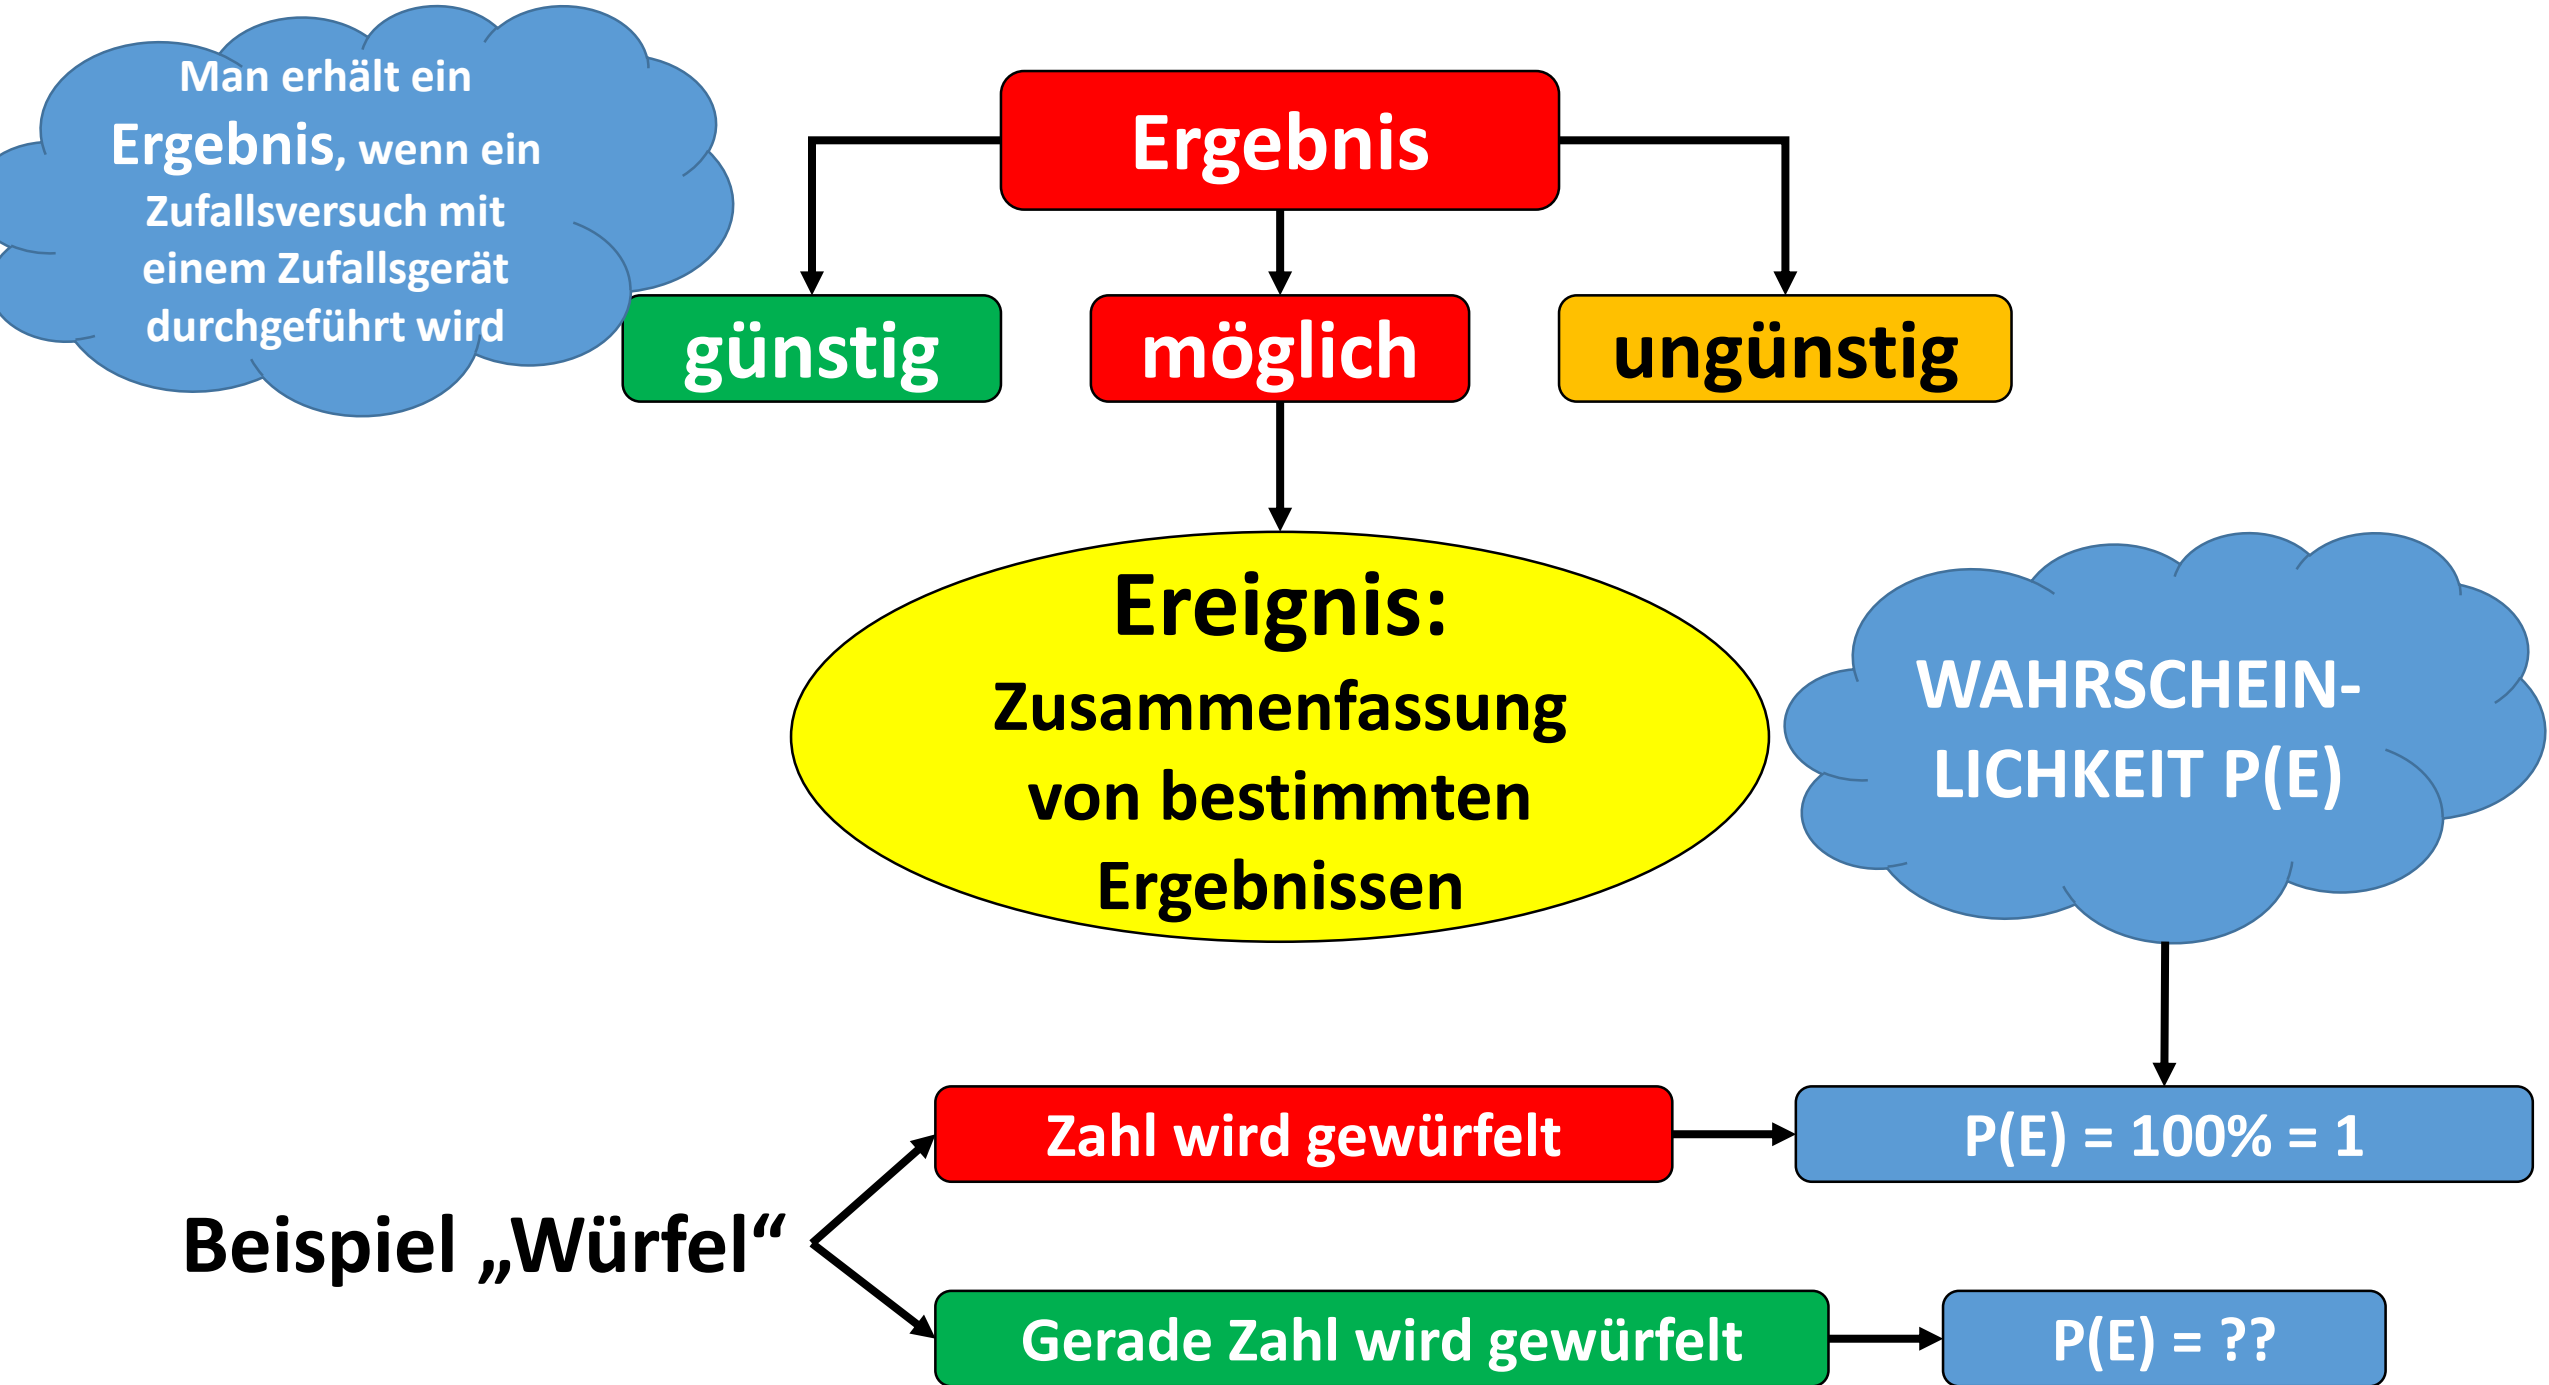 Man erhält ein
Ergebnis, wenn ein
Zufallsversuch mit
einem Zufallsgerät
durchgeführt wird
Ergebnis
günstig
möglich
ungünstig
Ereignis:
Zusammenfassung
von bestimmten
Ergebnissen
WAHRSCHEIN-
LICHKEIT P(E)
Beispiel „Würfel“
Zahl wird gewürfelt
P(E) = 100% = 1
Gerade Zahl wird gewürfelt
P(E) = ??